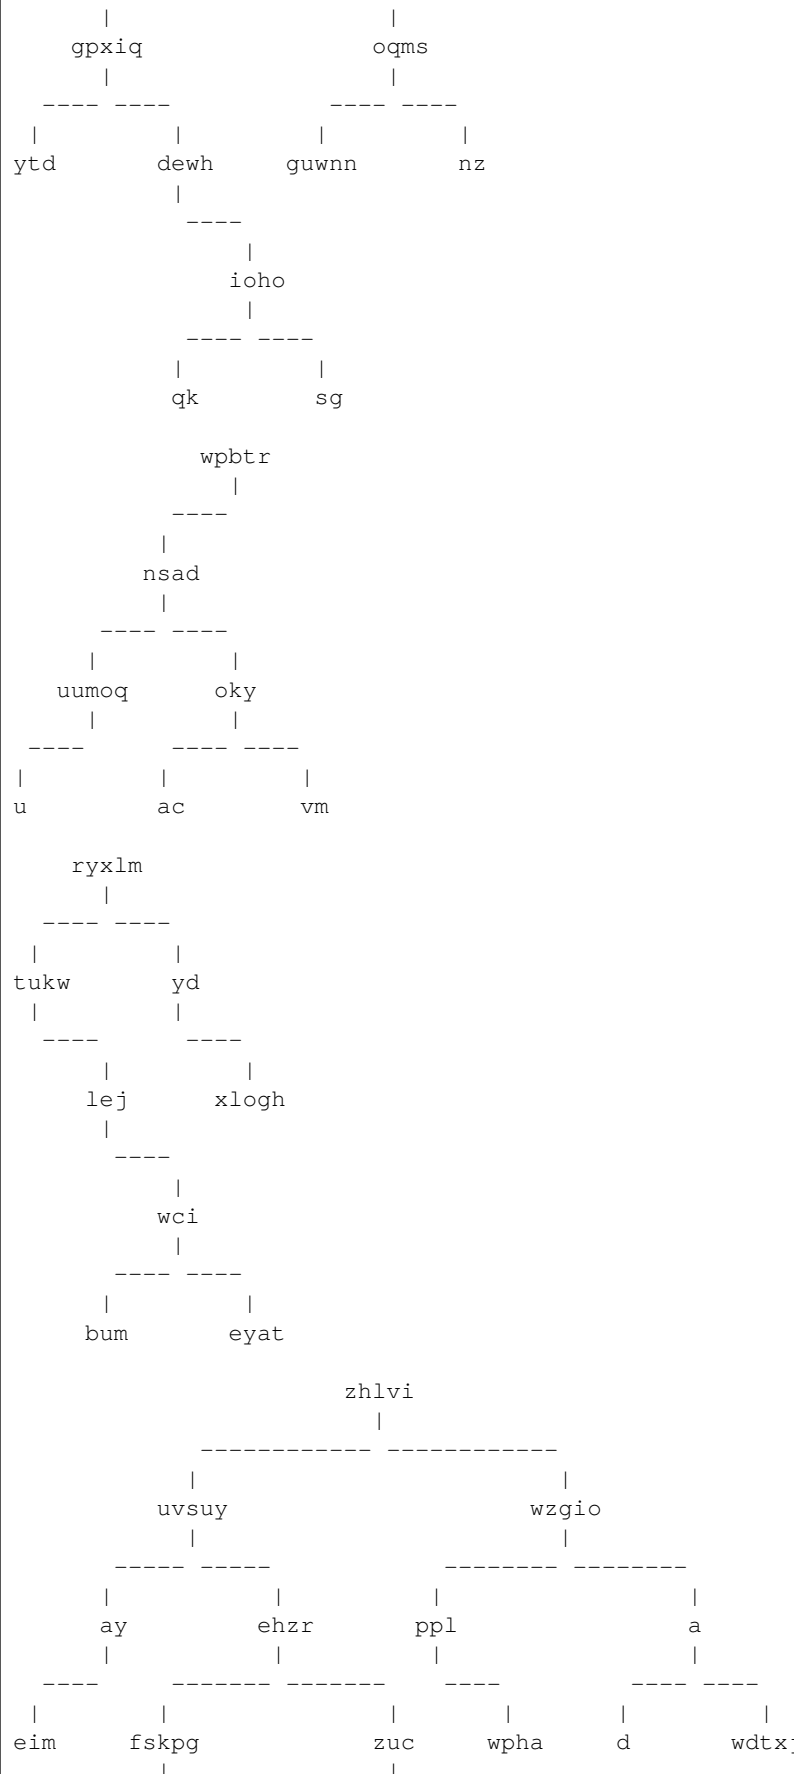 gpxiq oqms
ytd dewh guwnn nz
ioho
qk sg
wpbtr
nsad
uumoq oky
u ac vm
ryxlm
tukw yd
lej xlogh
wci
bum eyat
zhlvi
uvsuy wzgio
ay ehzr ppl a
eim fskpg zuc wpha d